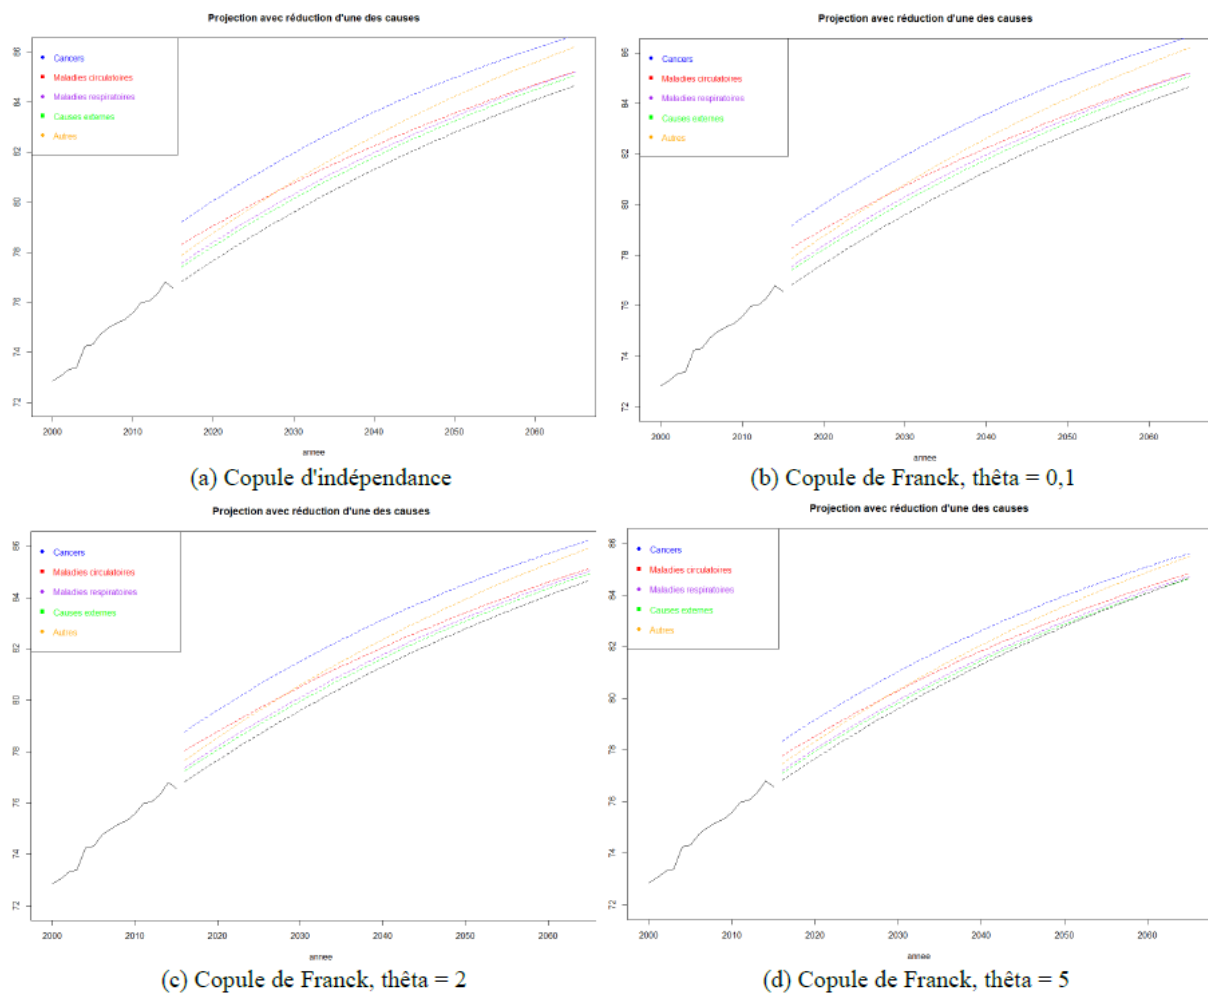 Projection avec réduction d'une des causes
86
84
82
80
78
76
74
72
Cancers
Maladies circulatoires
Maladies respiratoires
Causes externes
Autres
2000 2010 2020 2030 2040 2050 2060
annee
(a) Copule d'indépendance
Projection avec réduction d'une des causes
86
84
82
80
78
76
74
72
Cancers
Maladies circulatoires
Maladies respiratoires
Causes externes
Autres
2000 2010 2020 2030 2040 2050 2060
annee
(b) Copule de Franck, thêta = 0,1
Projection avec réduction d'une des causes
86
84
82
80
78
76
74
72
Cancers
Maladies circulatoires
Maladies respiratoires
Causes externes
Autres
2000 2010 2020 2030 2040 2050 2060
annee
(c) Copule de Franck, thêta = 2
Projection avec réduction d'une des causes
86
84
82
80
78
76
74
72
Cancers
Maladies circulatoires
Maladies respiratoires
Causes externes
Autres
2000 2010 2020 2030 2040 2050 2060
annee
(d) Copule de Franck, thêta = 5